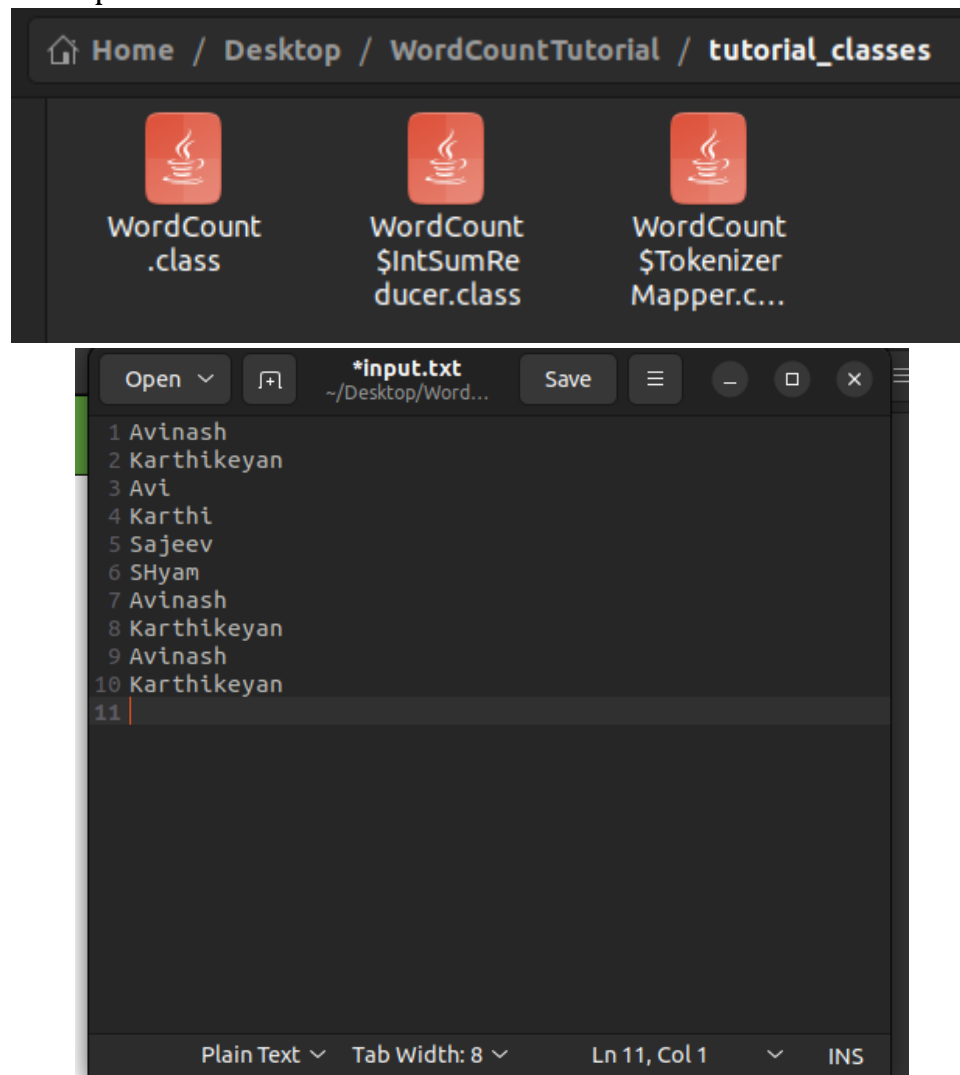 Home / Desktop / WordCountTutorial / tutorial_classes
WordCount
.class
WordCount
$IntSumRe
ducer.class
WordCount
$Tokenizer
Mapper.c...
Open
*input.txt
~/Desktop/Word...
Save
1 Avinash
2 Karthikeyan
3 Avi
4 Karthi
5 Sajeev
6 SHyam
7 Avinash
8 Karthikeyan
9 Avinash
10 Karthikeyan
11
Plain Text Tab Width: 8 Ln 11, Col 1 INS